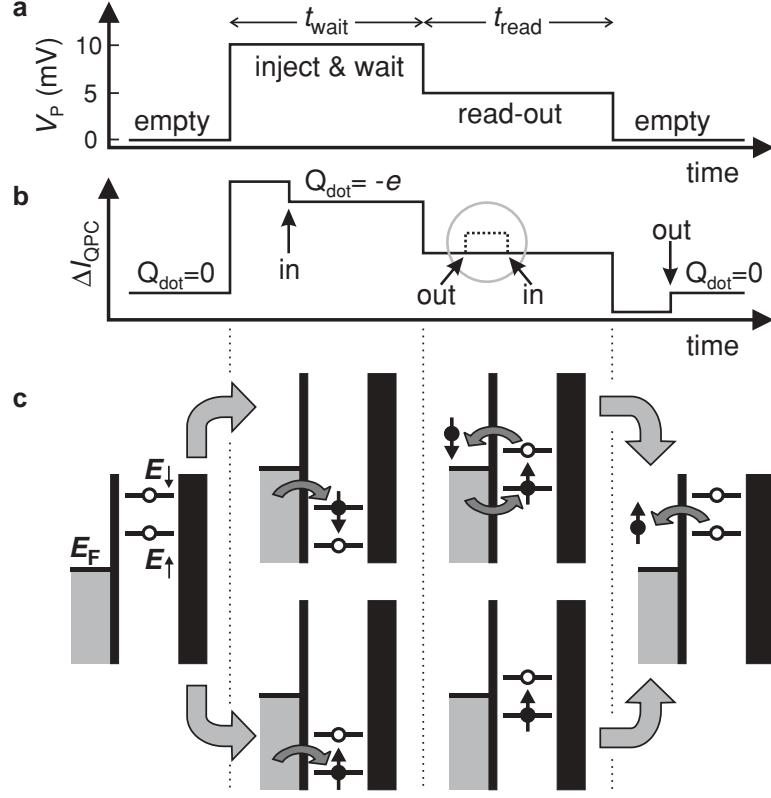 a
t_wait
t_read
10
5
0
V_P (mV)
inject & wait
empty
read-out
empty
time
b
ΔI_QPC
Q_dot= -e
Q_dot=0
in
out
in
out
Q_dot=0
time
c
E↓
E_F
E↑